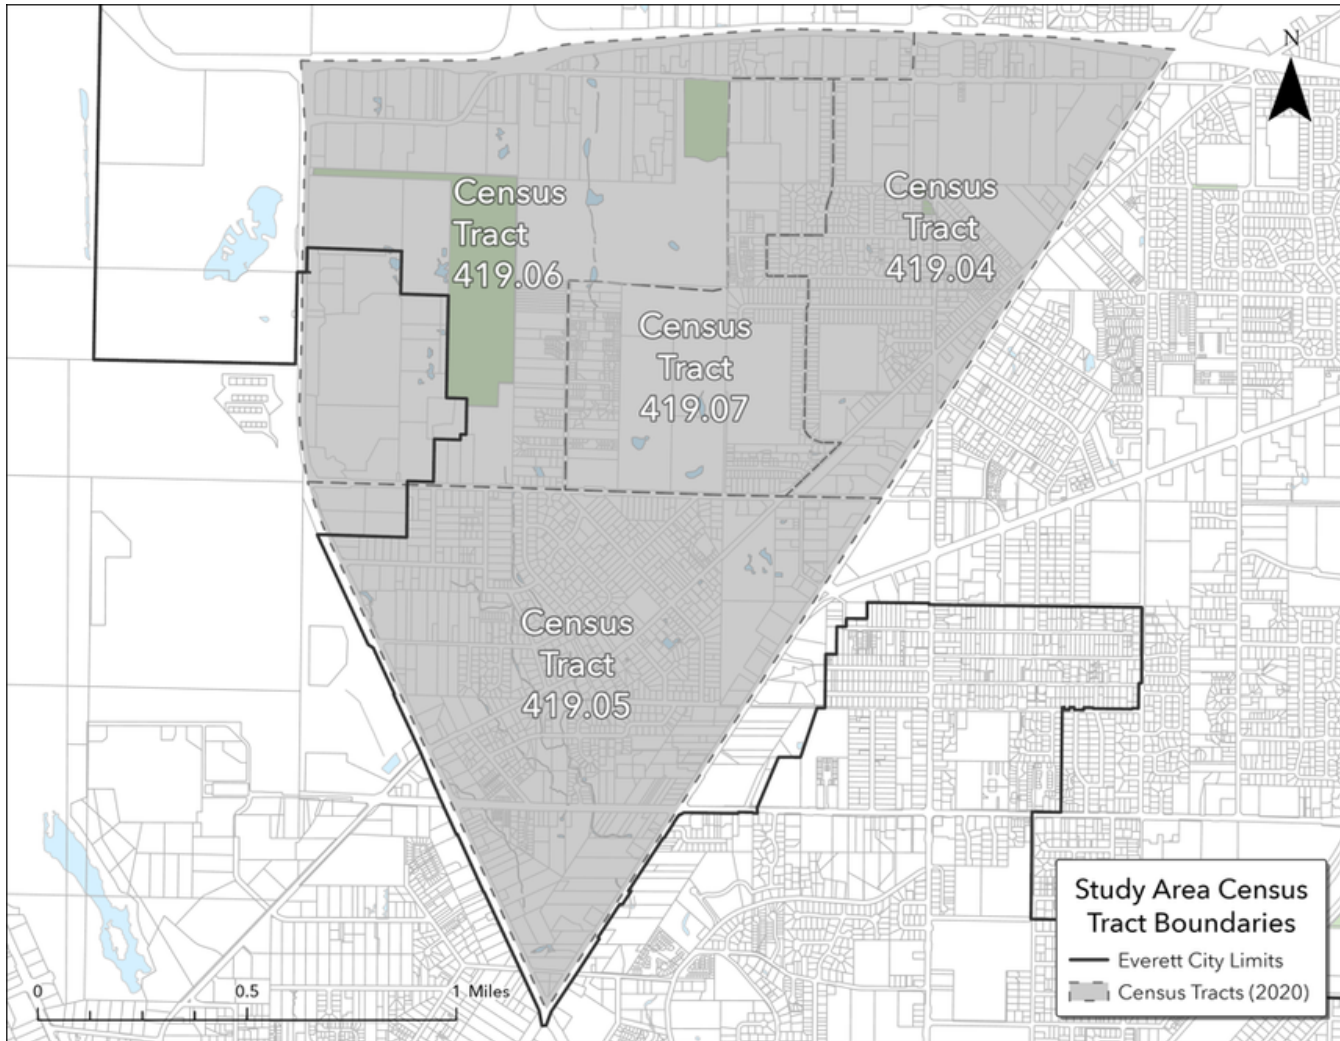 N
Census
Tract
419.06
Census
Tract
419.04
Census
Tract
419.07
Census
Tract
419.05
0 0.5 1 Miles
Study Area Census
Tract Boundaries
Everett City Limits
Census Tracts (2020)